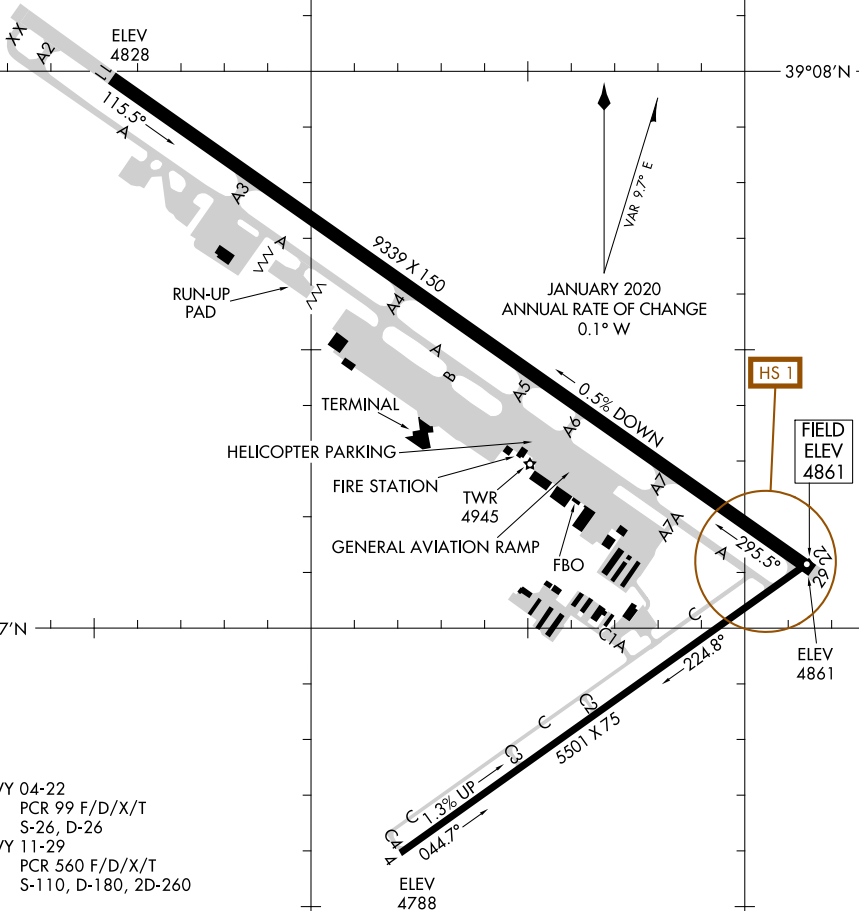 XX
A2
ELEV
4828
11
39°08'N
115.5°
A
A3
VAR 9.7° E
A
9339 X 150
RUN-UP
PAD
A4
JANUARY 2020
ANNUAL RATE OF CHANGE
0.1° W
A
B
HS 1
A5
0.5% DOWN
TERMINAL
A6
FIELD
ELEV
4861
HELICOPTER PARKING
FIRE STATION
TWR
4945
A7
A7A
GENERAL AVIATION RAMP
FBO
295.5°
A
29
22
C
C1A
7'N
224.8°
ELEV
4861
C2
C
5501 X 75
C3
1.3% UP
C
C4
4
044.7°
ELEV
4788
VY 04-22
PCR 99 F/D/X/T
S-26, D-26
VY 11-29
PCR 560 F/D/X/T
S-110, D-180, 2D-260